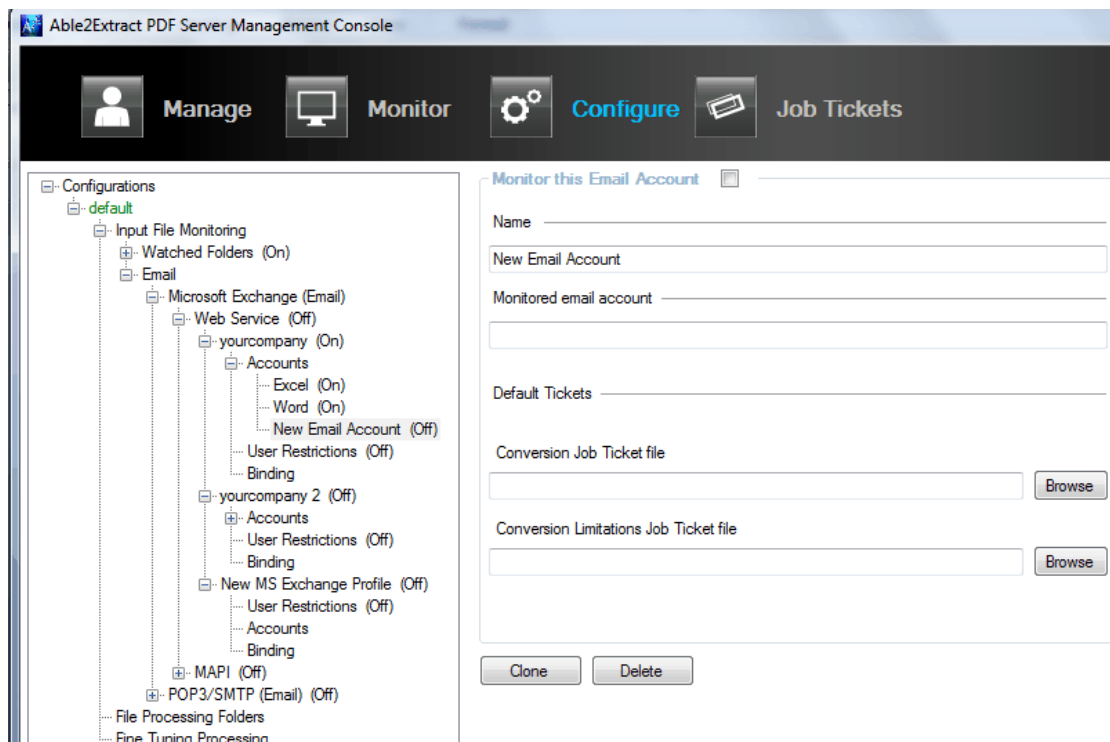 Able2Extract PDF Server Management Console
Manage
Monitor
Configure
Job Tickets
Configurations
default
Input File Monitoring
Watched Folders (On)
Email
Microsoft Exchange (Email)
Web Service (Off)
yourcompany (On)
Accounts
Excel (On)
Word (On)
New Email Account (Off)
User Restrictions (Off)
Binding
yourcompany 2 (Off)
Accounts
User Restrictions (Off)
Binding
New MS Exchange Profile (Off)
User Restrictions (Off)
Accounts
Binding
MAPI (Off)
POP3/SMTP (Email) (Off)
File Processing Folders
Fine Tuning Processing
Monitor this Email Account
Name
New Email Account
Monitored email account
Default Tickets
Conversion Job Ticket file
Browse
Conversion Limitations Job Ticket file
Browse
Clone
Delete